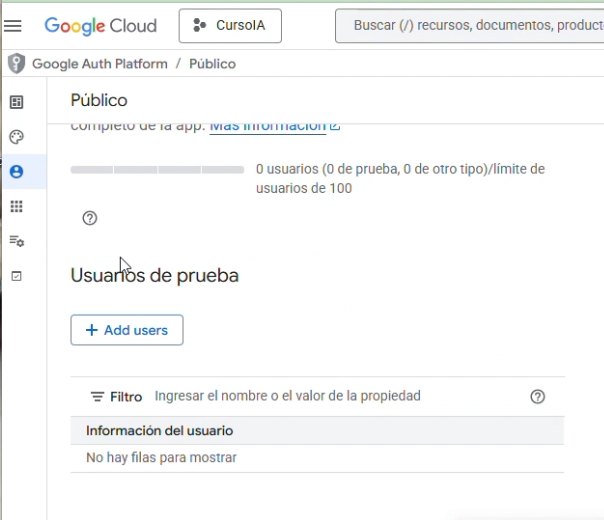 Google Cloud
CursoIA
Buscar (/) recursos, documentos, product
Google Auth Platform / Público
Público
completo de la app. Más información
0 usuarios (0 de prueba, 0 de otro tipo)/límite de
usuarios de 100
Usuarios de prueba
+ Add users
Filtro Ingresar el nombre o el valor de la propiedad
Información del usuario
No hay filas para mostrar